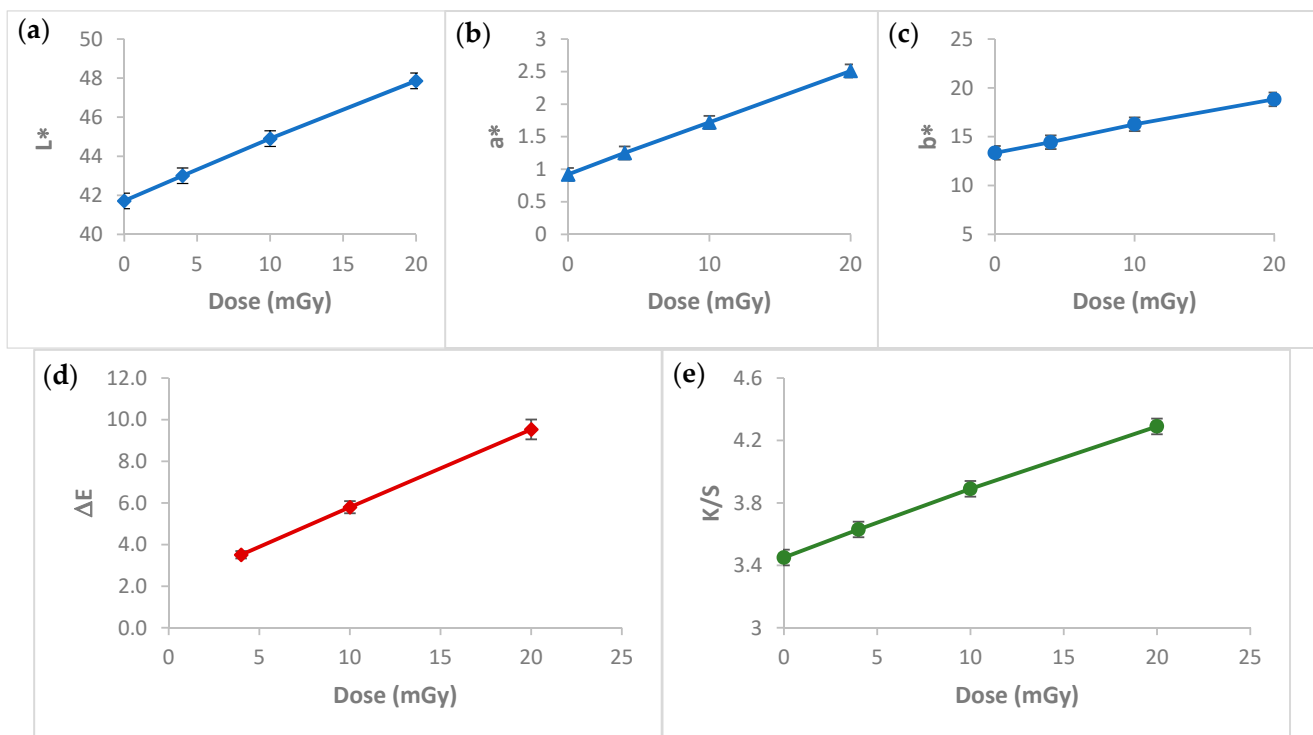 (a)
50
48
46
44
42
40
L*
0 5 10 15 20
Dose (mGy)
(b)
3
2.5
2
1.5
1
0.5
0
a*
0 10 20
Dose (mGy)
(c)
25
20
15
10
5
b*
0 10 20
Dose (mGy)
(d)
12.0
10.0
8.0
6.0
4.0
2.0
0.0
ΔE
0 5 10 15 20 25
Dose (mGy)
(e)
4.6
4.2
3.8
3.4
3
K/S
0 5 10 15 20 25
Dose (mGy)